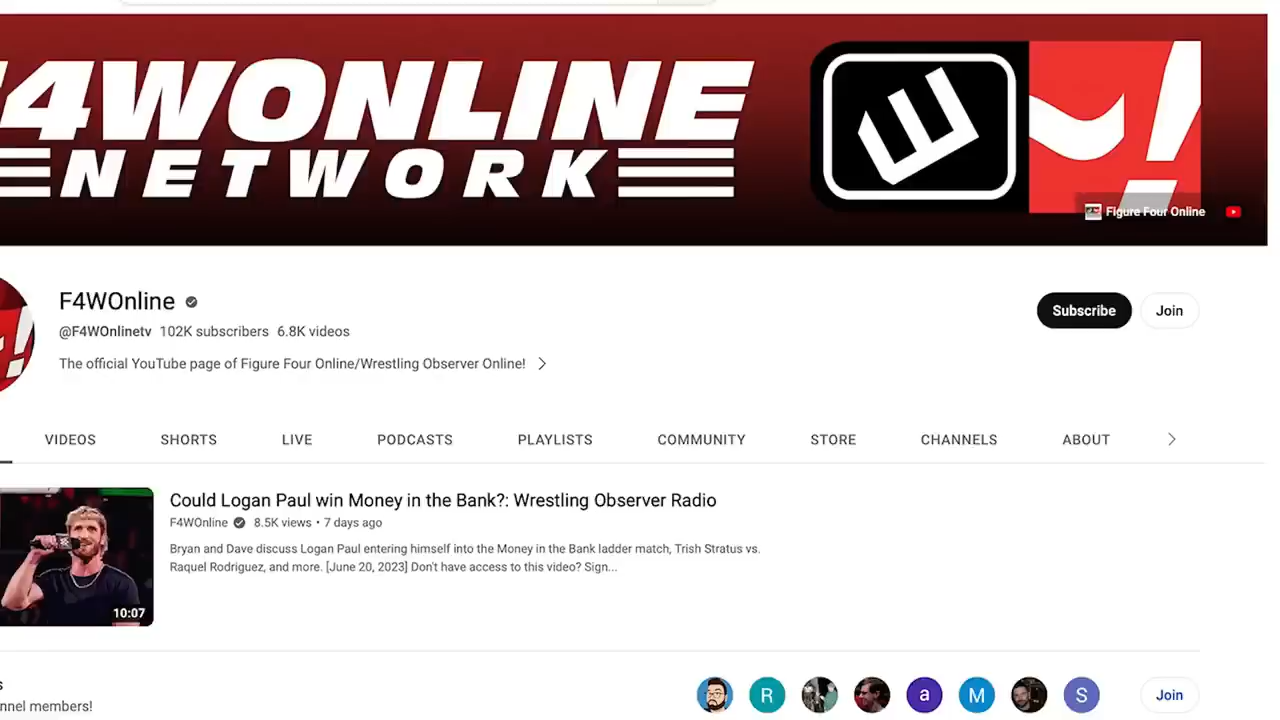 F4WONLINE
NETWORK
Figure Four Online
F4WOnline
@F4WOnlinetv 102K subscribers 6.8K videos
The official YouTube page of Figure Four Online/Wrestling Observer Online!
Subscribe
Join
VIDEOS SHORTS LIVE PODCASTS PLAYLISTS COMMUNITY STORE CHANNELS ABOUT
10:07
Could Logan Paul win Money in the Bank?: Wrestling Observer Radio
F4WOnline 8.5K views • 7 days ago
Bryan and Dave discuss Logan Paul entering himself into the Money in the Bank ladder match, Trish Stratus vs.
Raquel Rodriguez, and more. [June 20, 2023] Don't have access to this video? Sign...
nnel members!
R
a
M
S
Join